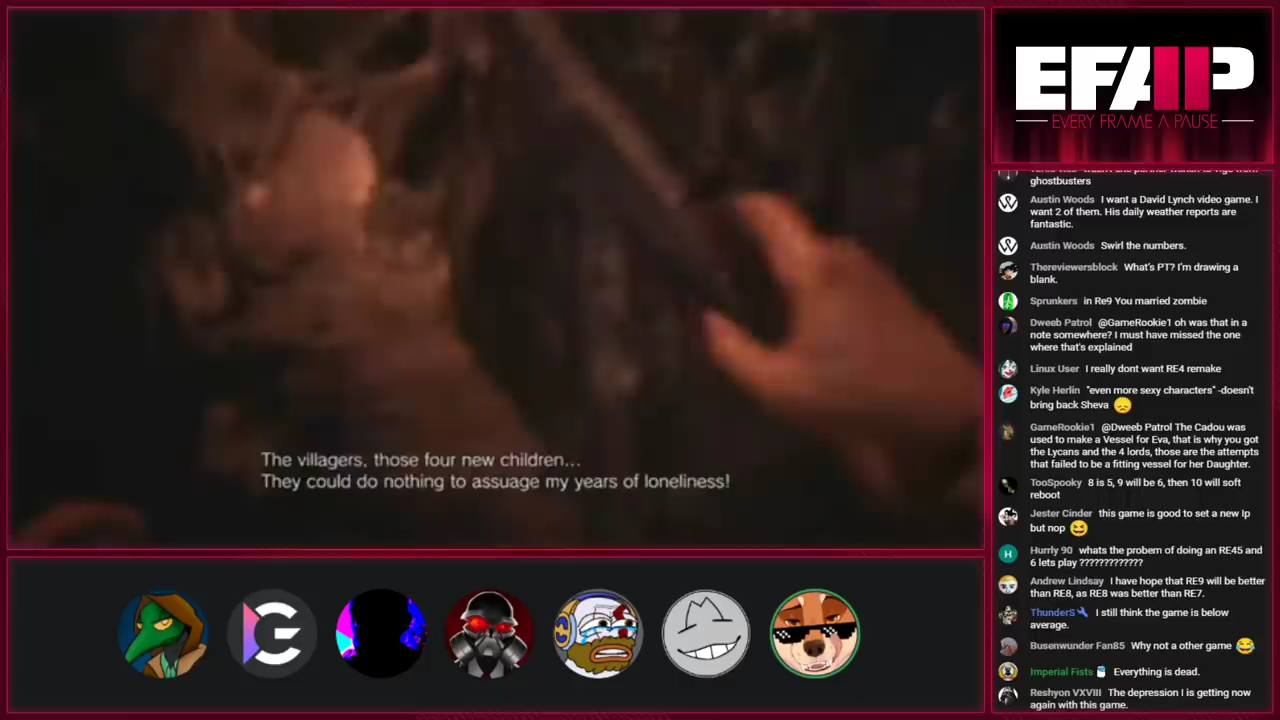 The villagers, those four new children...
They could do nothing to assuage my years of loneliness!
EFAP
EVERY FRAME A PAUSE
ghostbusters
Austin Woods I want a David Lynch video game. I
want 2 of them. His daily weather reports are
fantastic.
Austin Woods Swirl the numbers.
Thereviewersblock What's PT? I'm drawing a
blank.
Sprunkers in Re9 You married zombie
Dweeb Patrol @GameRookie1 oh was that in a
note somewhere? I must have missed the one
where that's explained
Linux User I really dont want RE4 remake
Kyle Herlin "even more sexy characters" -doesn't
bring back Sheva 😞
GameRookie1 @Dweeb Patrol The Cadou was
used to make a Vessel for Eva, that is why you got
the Lycans and the 4 lords, those are the attempts
that failed to be a fitting vessel for her Daughter.
TooSpooky 8 is 5, 9 will be 6, then 10 will soft
reboot
Jester Cinder this game is good to set a new Ip
but nop 😆
H
Hurrly 90 whats the probem of doing an RE45 and
6 lets play ?????????????
Andrew Lindsay I have hope that RE9 will be better
than RE8, as RE8 was better than RE7.
ThunderS🔧 I still think the game is below
average.
Busenwunder Fan85 Why not a other game 😂
Imperial Fists Everything is dead.
Reshyon VXVIII The depression I is getting now
again with this game.